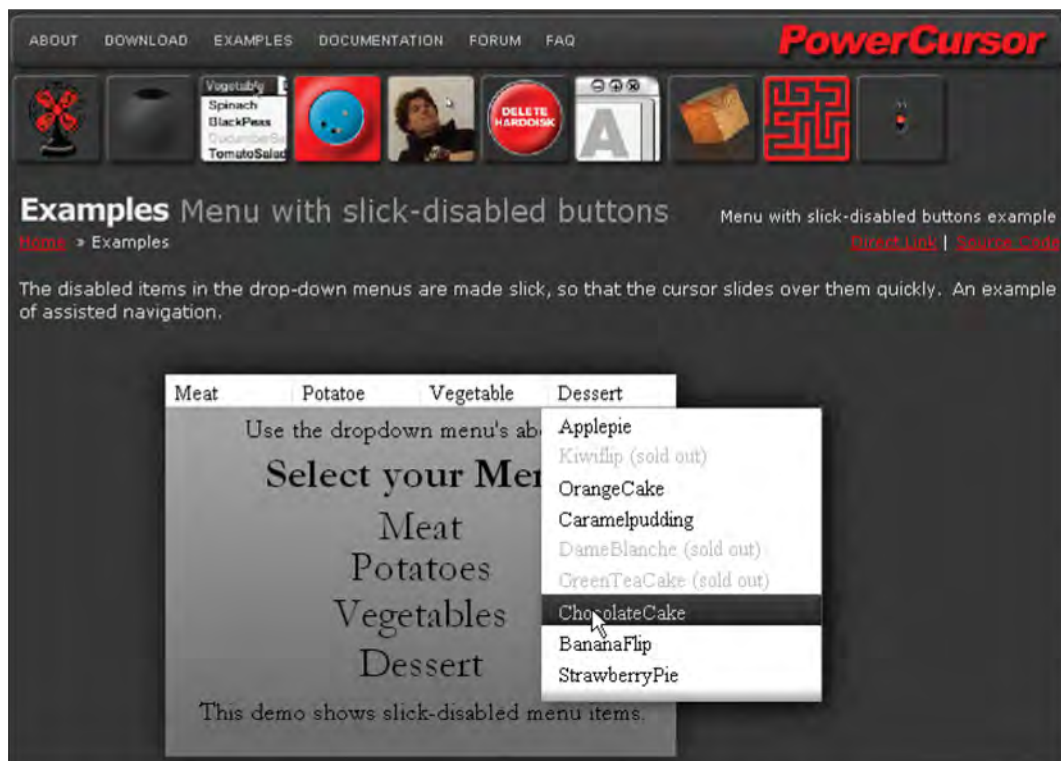 ABOUT DOWNLOAD EXAMPLES DOCUMENTATION FORUM FAQ PowerCursor
Vegetably
Spinach
BlackPeas
TomatoSalad
DELETE
HARDDISK
A
Examples Menu with slick-disabled buttons Menu with slick-disabled buttons example
Home » Examples Direct Link | Source Code
The disabled items in the drop-down menus are made slick, so that the cursor slides over them quickly. An example
of assisted navigation.
Meat Potatoe Vegetable Dessert
Use the dropdown menu's ab
Applepie
Kiwiflip (sold out)
Select your Mer
OrangeCake
Caramelpudding
Meat
DameBlanche (sold out)
Potatoes
GreenTeaCake (sold out)
Vegetables
ChocolateCake
BananaFlip
Dessert
StrawberryPie
This demo shows slick-disabled menu items.